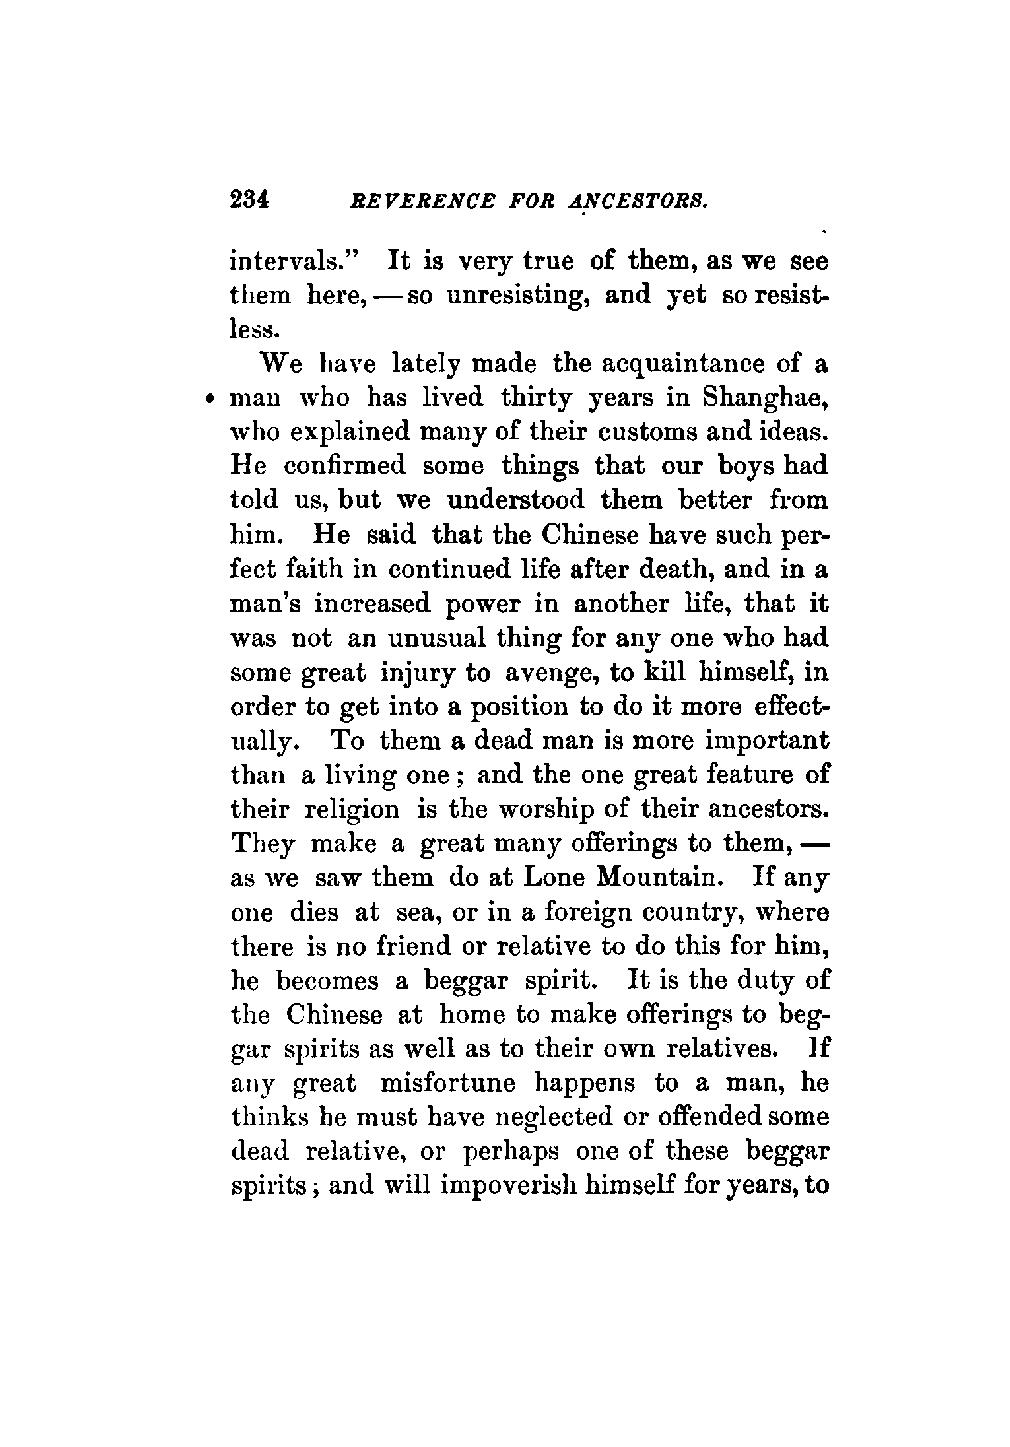 234 REVERENCE FOR ANCESTORS.
intervals.” It is very true of them, as we see
them here, — so unresisting, and yet so resist-
less.
We have lately made the acquaintance of a
man who has lived thirty years in Shanghae,
who explained many of their customs and ideas.
He confirmed some things that our boys had
told us, but we understood them better from
him. He said that the Chinese have such per-
fect faith in continued life after death, and in a
man's increased power in another life, that it
was not an unusual thing for any one who had
some great injury to avenge, to kill himself, in
order to get into a position to do it more effect-
ually. To them a dead man is more important
than a living one; and the one great feature of
their religion is the worship of their ancestors.
They make a great many offerings to them, —
as we saw them do at Lone Mountain. If any
one dies at sea, or in a foreign country, where
there is no friend or relative to do this for him,
he becomes a beggar spirit. It is the duty of
the Chinese at home to make offerings to beg-
gar spirits as well as to their own relatives. If
any great misfortune happens to a man, he
thinks he must have neglected or offended some
dead relative, or perhaps one of these beggar
spirits; and will impoverish himself for years, to